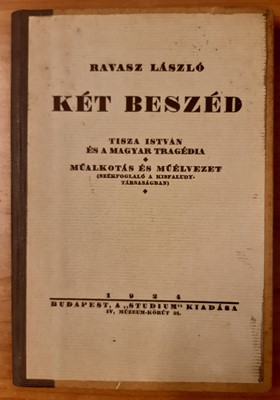 RAVASZ LÁSZLÓ
KÉT BESZÉD
TISZA ISTVÁN
ÉS A MAGYAR TRAGÉDIA
MŰALKOTÁS ÉS MŰÉLVEZET
(SZÉKFOGLALÓ A KISFALUDY-
TÁRSASÁGBAN)
1924
BUDAPEST, A „STUDIUM” KIADÁSA
IV, MÚZEUM-KÖRÚT 21.